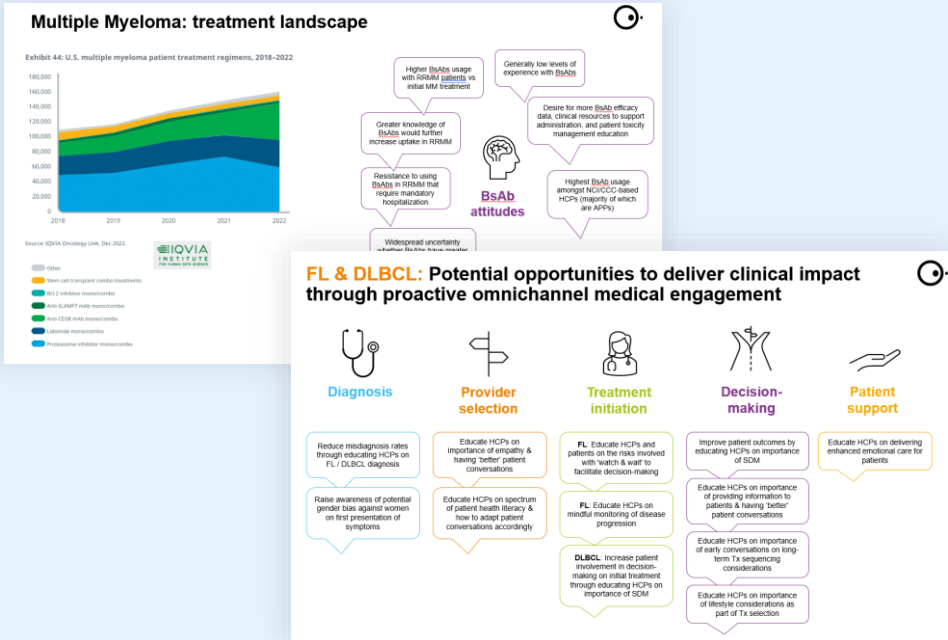 Multiple Myeloma: treatment landscape
Exhibit 44: U.S. multiple myeloma patient treatment regimens, 2018–2022
180,000
160,000
140,000
120,000
100,000
80,000
60,000
40,000
20,000
0
2018
2019
2020
2021
2022
Source: IQVIA Oncology Link, Dec 2022.
IQVIA
INSTITUTE
FOR HUMAN DATA SCIENCE
Other
Stem cell transplant combo treatments
Bcl-2 inhibitor mono/combo
Anti-SLAMF7 mAb mono/combo
Anti-CD38 mAb mono/combo
Lidomide mono/combo
Proteasome inhibitor mono/combo
Higher BsAbs usage
with RRMM patients vs
initial MM treatment
Generally low levels of
experience with BsAbs
Greater knowledge of
BsAbs would further
increase uptake in RRMM
Desire for more BsAb efficacy
data, clinical resources to support
administration, and patient toxicity
management education
Resistance to using
BsAbs in RRMM that
require mandatory
hospitalization
BsAb
attitudes
Highest BsAb usage
amongst NCI/CCC-based
HCPs (majority of which
are APPs)
Widespread uncertainty
whether BsAbs have greater
FL & DLBCL: Potential opportunities to deliver clinical impact
through proactive omnichannel medical engagement
Diagnosis
Reduce misdiagnosis rates
through educating HCPs on
FL / DLBCL diagnosis
Raise awareness of potential
gender bias against women
on first presentation of
symptoms
Provider
selection
Educate HCPs on
importance of empathy &
having 'better' patient
conversations
Educate HCPs on spectrum
of patient health literacy &
how to adapt patient
conversations accordingly
Treatment
initiation
FL: Educate HCPs and
patients on the risks involved
with 'watch & wait' to
facilitate decision-making
FL: Educate HCPs on
mindful monitoring of disease
progression
DLBCL: Increase patient
involvement in decision-
making on initial treatment
through educating HCPs on
importance of SDM
Decision-
making
Improve patient outcomes by
educating HCPs on importance
of SDM
Educate HCPs on importance
of providing information to
patients & having 'better'
patient conversations
Educate HCPs on importance
of early conversations on long-
term Tx sequencing
considerations
Educate HCPs on importance
of lifestyle considerations as
part of Tx selection
Patient
support
Educate HCPs on delivering
enhanced emotional care for
patients